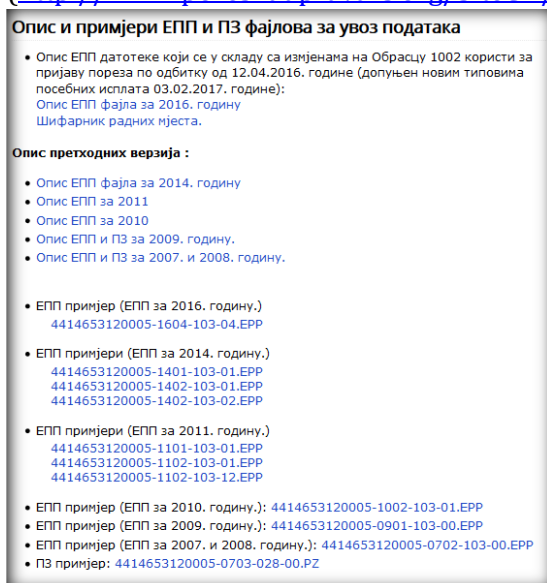 Опис и примјери ЕПП и ПЗ фајлова за увоз података
• Опис ЕПП датотеке који се у складу са измјенама на Обрасцу 1002 користи за
пријаву пореза по одбитку од 12.04.2016. године (допуњен новим типовима
посебних исплата 03.02.2017. године):
Опис ЕПП фајла за 2016. годину
Шифарник радних мјеста.
Опис претходних верзија :
• Опис ЕПП фајла за 2014. годину
• Опис ЕПП за 2011
• Опис ЕПП за 2010
• Опис ЕПП и ПЗ за 2009. годину.
• Опис ЕПП и ПЗ за 2007. и 2008. годину.
• ЕПП примјер (ЕПП за 2016. годину.)
4414653120005-1604-103-04.EPP
• ЕПП примјери (ЕПП за 2014. годину.)
4414653120005-1401-103-01.EPP
4414653120005-1402-103-01.EPP
4414653120005-1402-103-02.EPP
• ЕПП примјери (ЕПП за 2011. годину.)
4414653120005-1101-103-01.EPP
4414653120005-1102-103-01.EPP
4414653120005-1102-103-12.EPP
• ЕПП примјер (ЕПП за 2010. годину.): 4414653120005-1002-103-01.EPP
• ЕПП примјер (ЕПП за 2009. годину.): 4414653120005-0901-103-00.EPP
• ЕПП примјер (ЕПП за 2007. и 2008. годину.): 4414653120005-0702-103-00.EPP
• ПЗ примјер: 4414653120005-0703-028-00.PZ